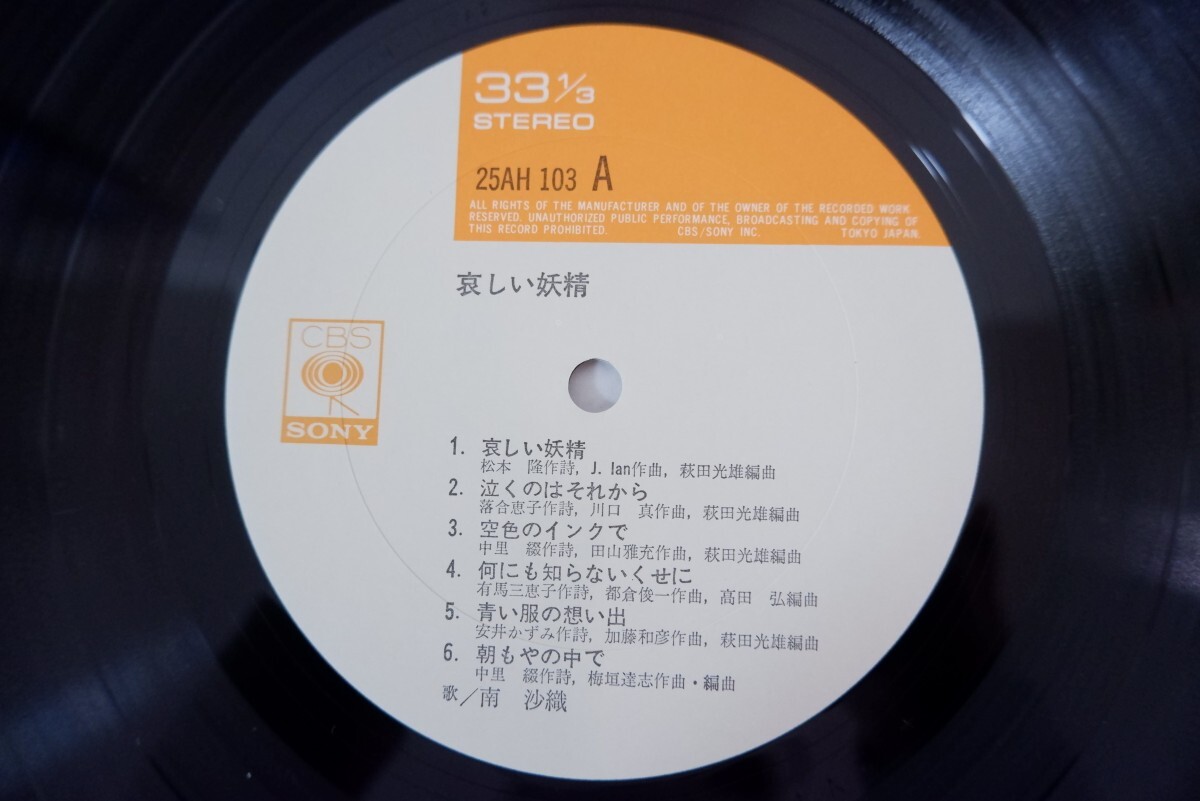 33 1/3
STEREO
25AH 103 A
ALL RIGHTS OF THE MANUFACTURER AND OF THE OWNER OF THE RECORDED WORK
RESERVED. UNAUTHORIZED PUBLIC PERFORMANCE, BROADCASTING AND COPYING OF
THIS RECORD PROHIBITED. CBS/SONY INC. TOKYO JAPAN.
哀しい妖精
CBS
SONY
1. 哀しい妖精
松本 隆作詩, J. Ian作曲, 萩田光雄編曲
2. 泣くのはそれから
落合恵子作詩, 川口 真作曲, 萩田光雄編曲
3. 空色のインクで
中里 綴作詩, 田山雅充作曲, 萩田光雄編曲
4. 何にも知らないくせに
有馬三恵子作詩, 都倉俊一作曲, 高田 弘編曲
5. 青い服の想い出
安井かずみ作詩, 加藤和彦作曲, 萩田光雄編曲
6. 朝もやの中で
中里 綴作詩, 梅垣達志作曲・編曲
歌/南 沙織